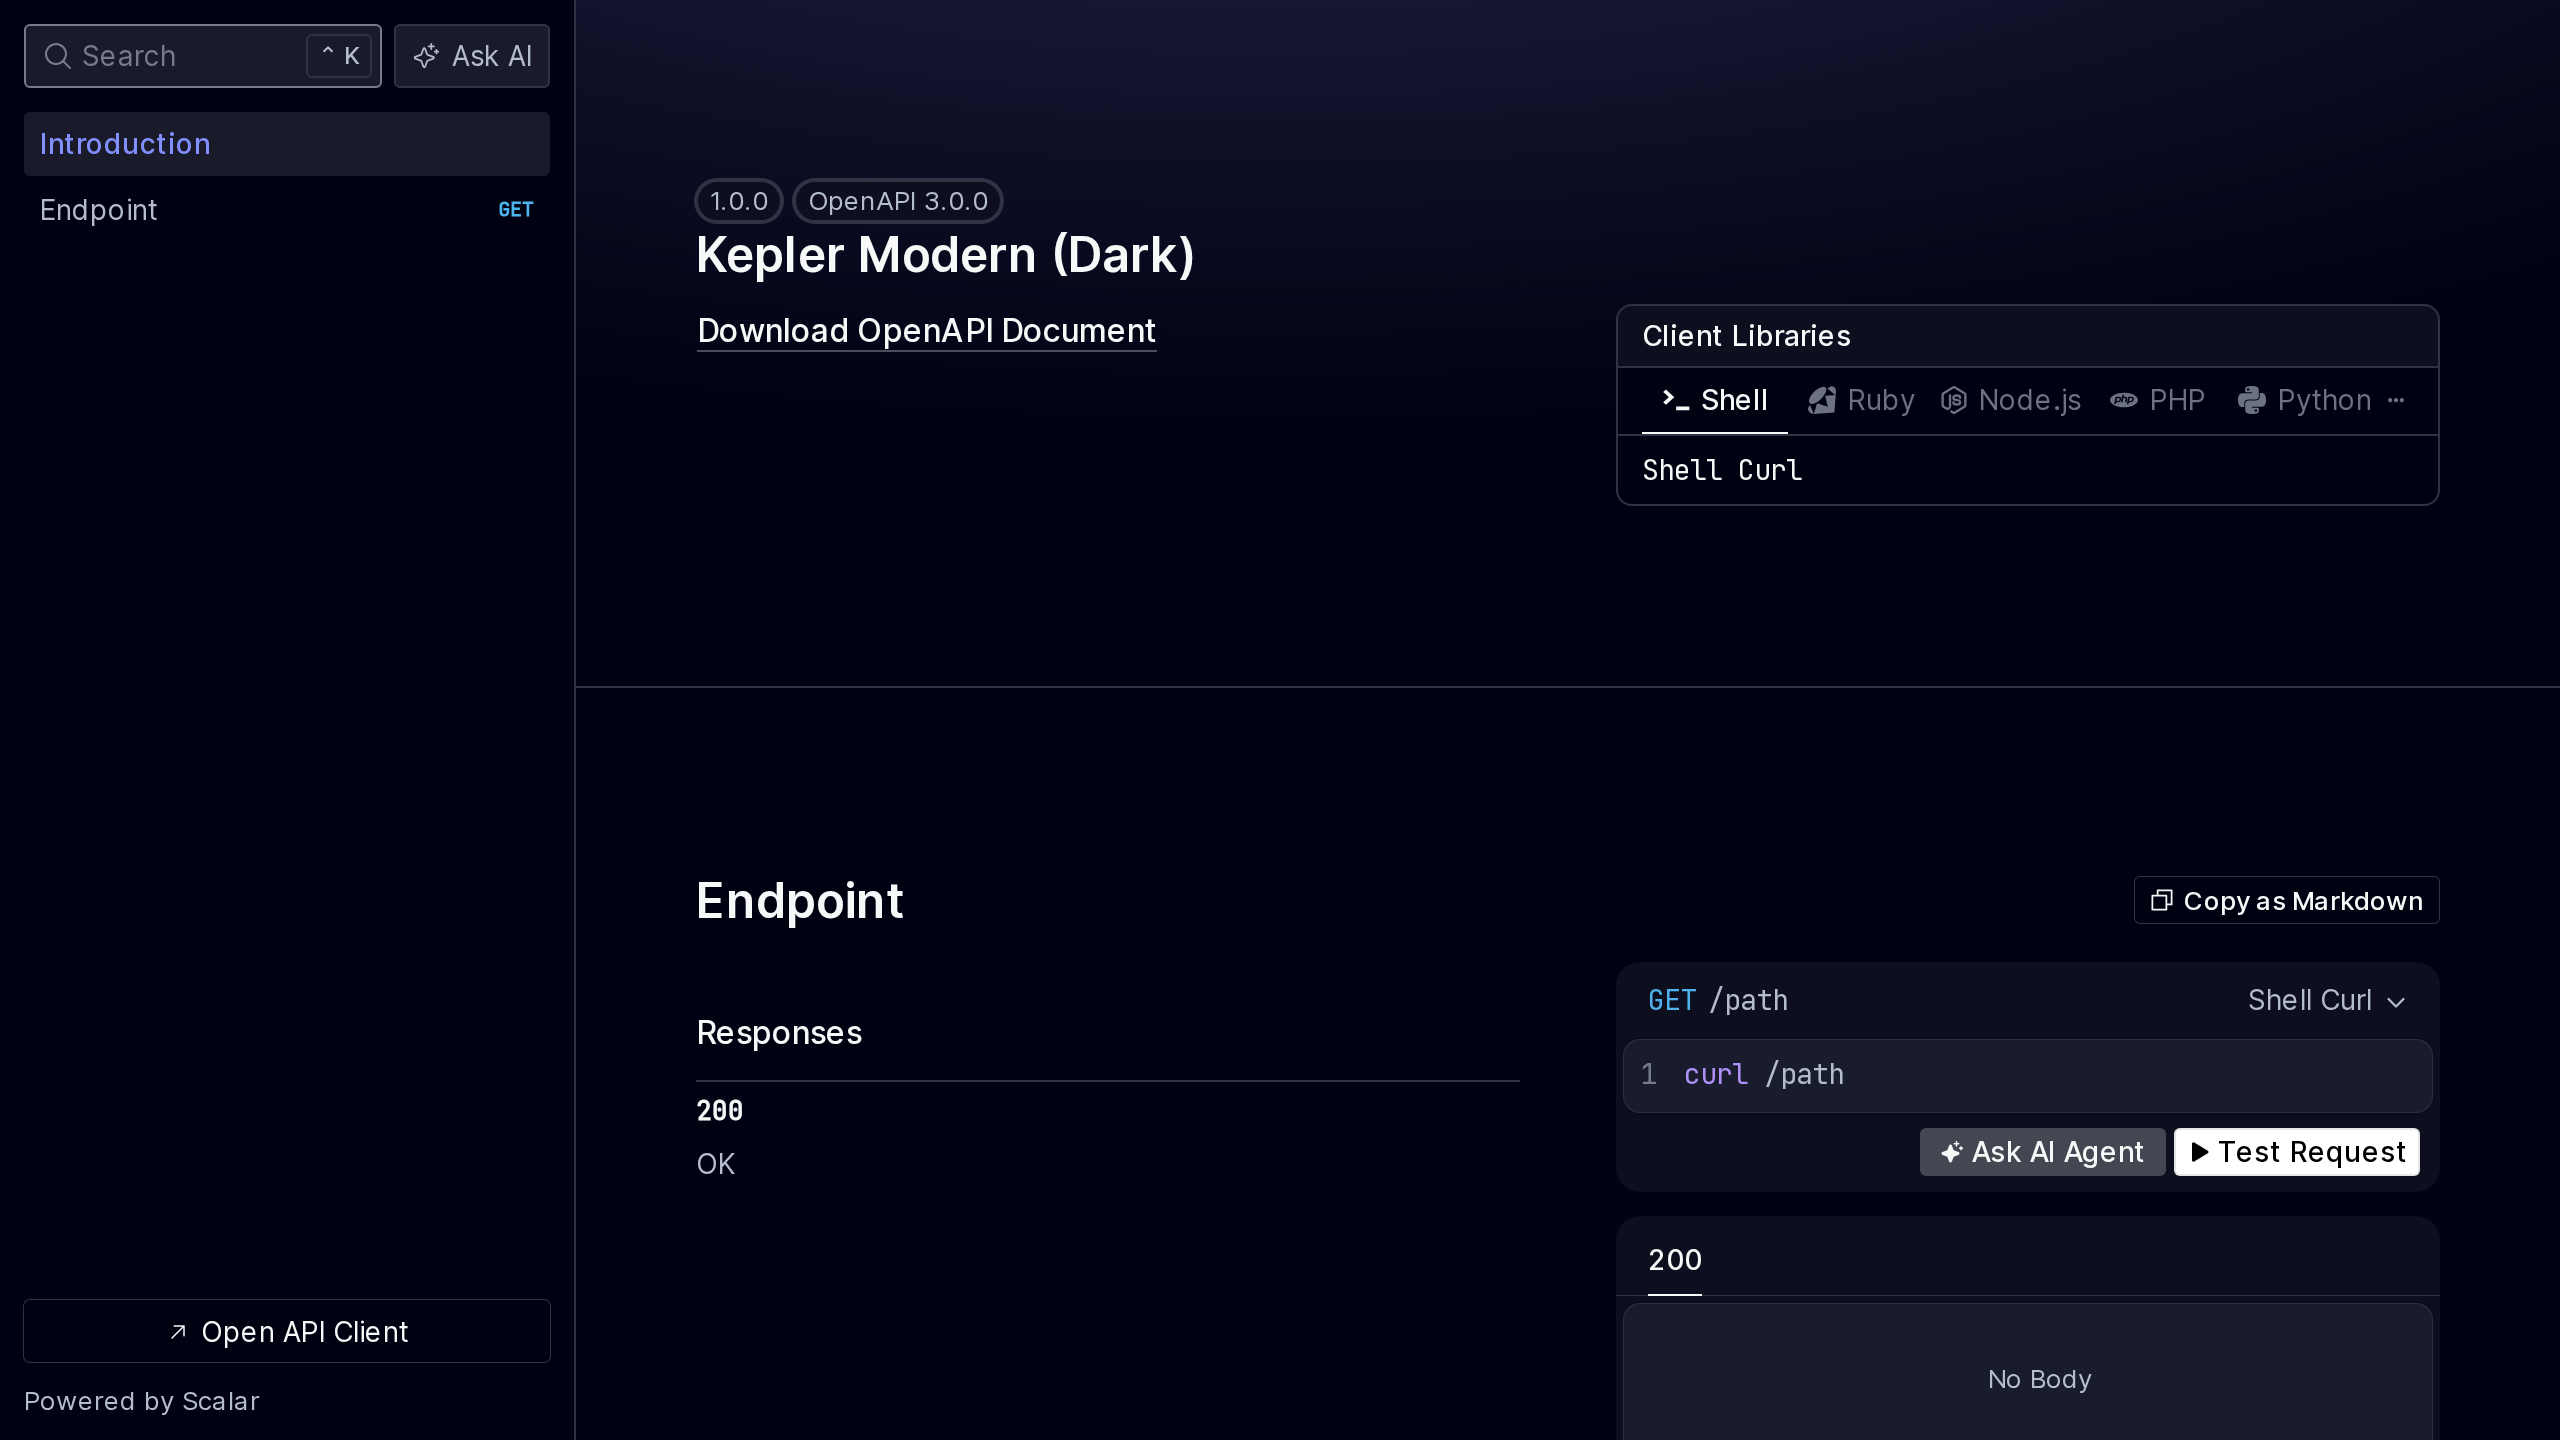 Search ⌃ K Ask AI
Introduction
Endpoint GET
Open API Client
Powered by Scalar
1.0.0 OpenAPI 3.0.0
Kepler Modern (Dark)
Download OpenAPI Document
Client Libraries
Shell Ruby Node.js PHP Python ···
Shell Curl
Endpoint
Copy as Markdown
Responses
200
OK
GET /path Shell Curl
1 curl /path
Ask AI Agent Test Request
200
No Body